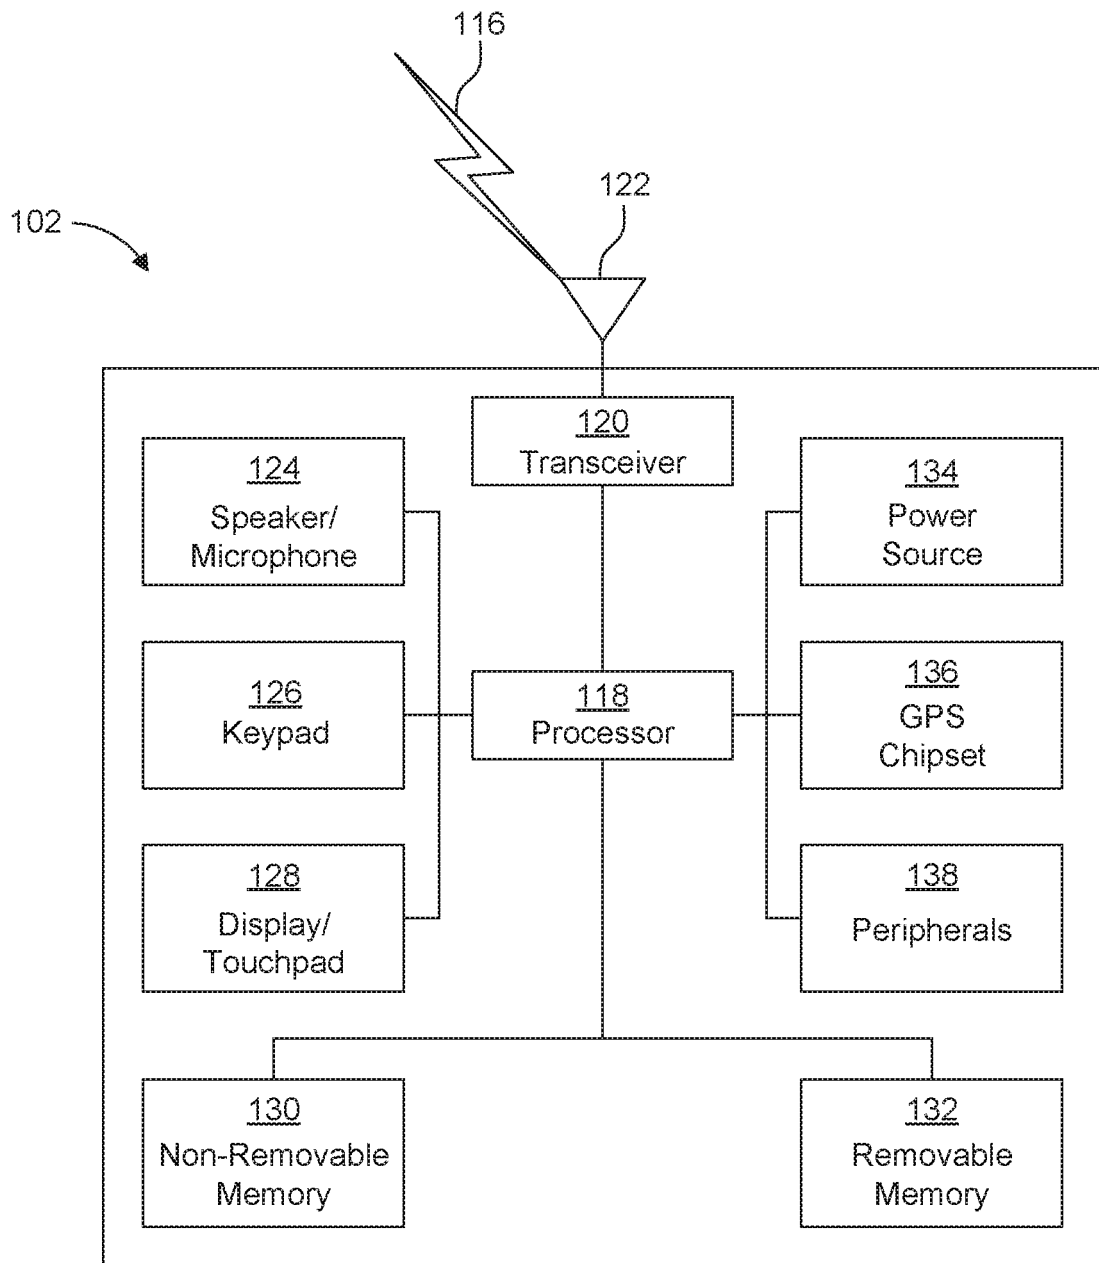 116
122
102
120
Transceiver
124
Speaker/
Microphone
134
Power
Source
126
Keypad
118
Processor
136
GPS
Chipset
128
Display/
Touchpad
138
Peripherals
130
Non-Removable
Memory
132
Removable
Memory